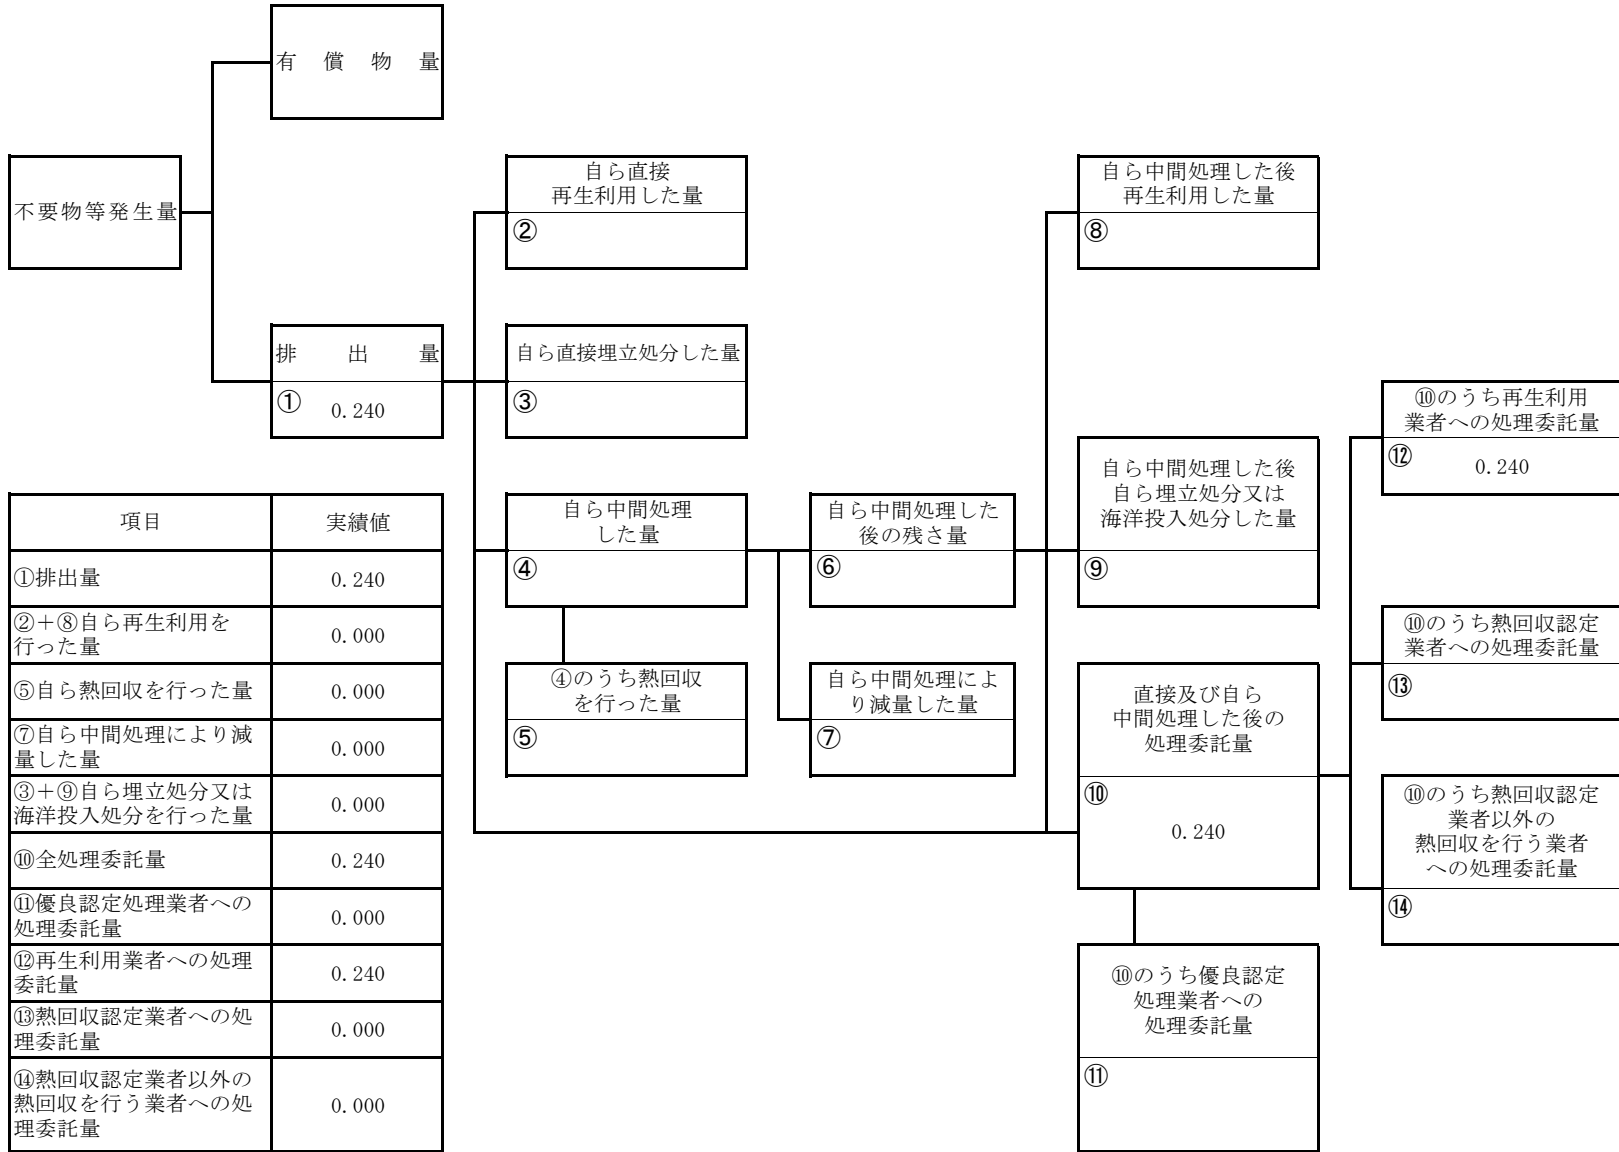 有償物量
不要物等発生量
自ら直接
再生利用した量
②
自ら中間処理した後
再生利用した量
⑧
排出量
① 0.240
自ら直接埋立処分した量
③
⑩のうち再生利用
業者への処理委託量
⑫ 0.240
自ら中間処理
した量
④
自ら中間処理した
後の残さ量
⑥
自ら中間処理した後
自ら埋立処分又は
海洋投入処分した量
⑨
⑩のうち熱回収認定
業者への処理委託量
⑬
④のうち熱回収
を行った量
⑤
自ら中間処理によ
り減量した量
⑦
直接及び自ら
中間処理した後の
処理委託量
⑩
0.240
⑩のうち熱回収認定
業者以外の
熱回収を行う業者
への処理委託量
⑭
⑩のうち優良認定
処理業者への
処理委託量
⑪
項目 実績値
①排出量 0.240
②＋⑧自ら再生利用を
行った量 0.000
⑤自ら熱回収を行った量 0.000
⑦自ら中間処理により減
量した量 0.000
③＋⑨自ら埋立処分又は
海洋投入処分を行った量 0.000
⑩全処理委託量 0.240
⑪優良認定処理業者への
処理委託量 0.000
⑫再生利用業者への処理
委託量 0.240
⑬熱回収認定業者への処
理委託量 0.000
⑭熱回収認定業者以外の
熱回収を行う業者への処
理委託量 0.000